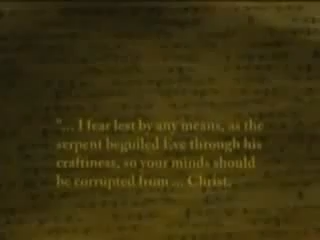 "... I fear lest by any means, as the
serpent beguiled Eve through his
craftiness, so your minds should
be corrupted from ... Christ.